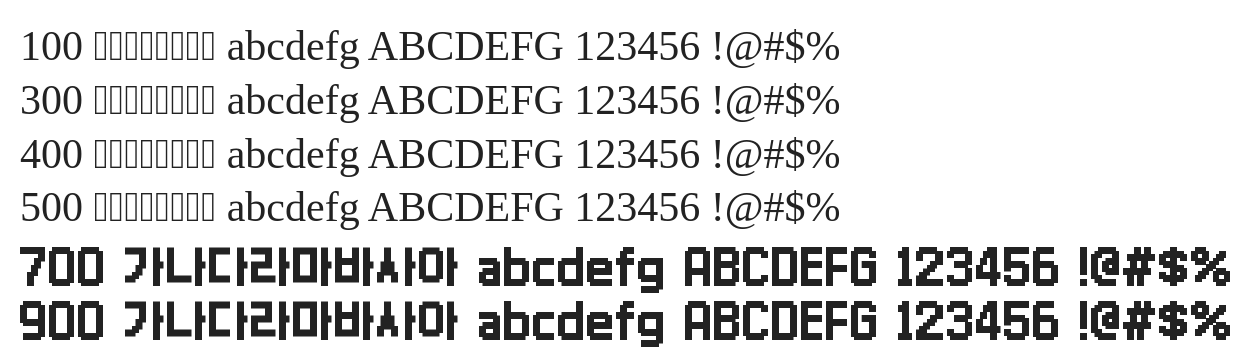 100 abcdefg ABCDEFG 123456 !@#$%
300 abcdefg ABCDEFG 123456 !@#$%
400 abcdefg ABCDEFG 123456 !@#$%
500 abcdefg ABCDEFG 123456 !@#$%
700 가나다라마바사아 abcdefg ABCDEFG 123456 !@#$%
900 가나다라마바사아 abcdefg ABCDEFG 123456 !@#$%